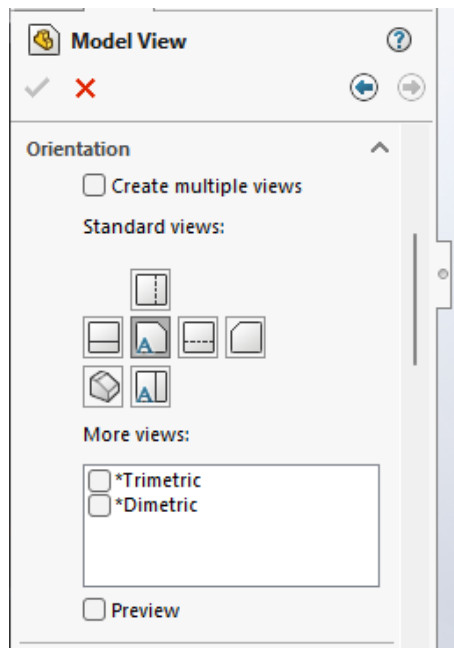 Model View
Orientation
Create multiple views
Standard views:
A
A
More views:
*Trimetric
*Dimetric
Preview